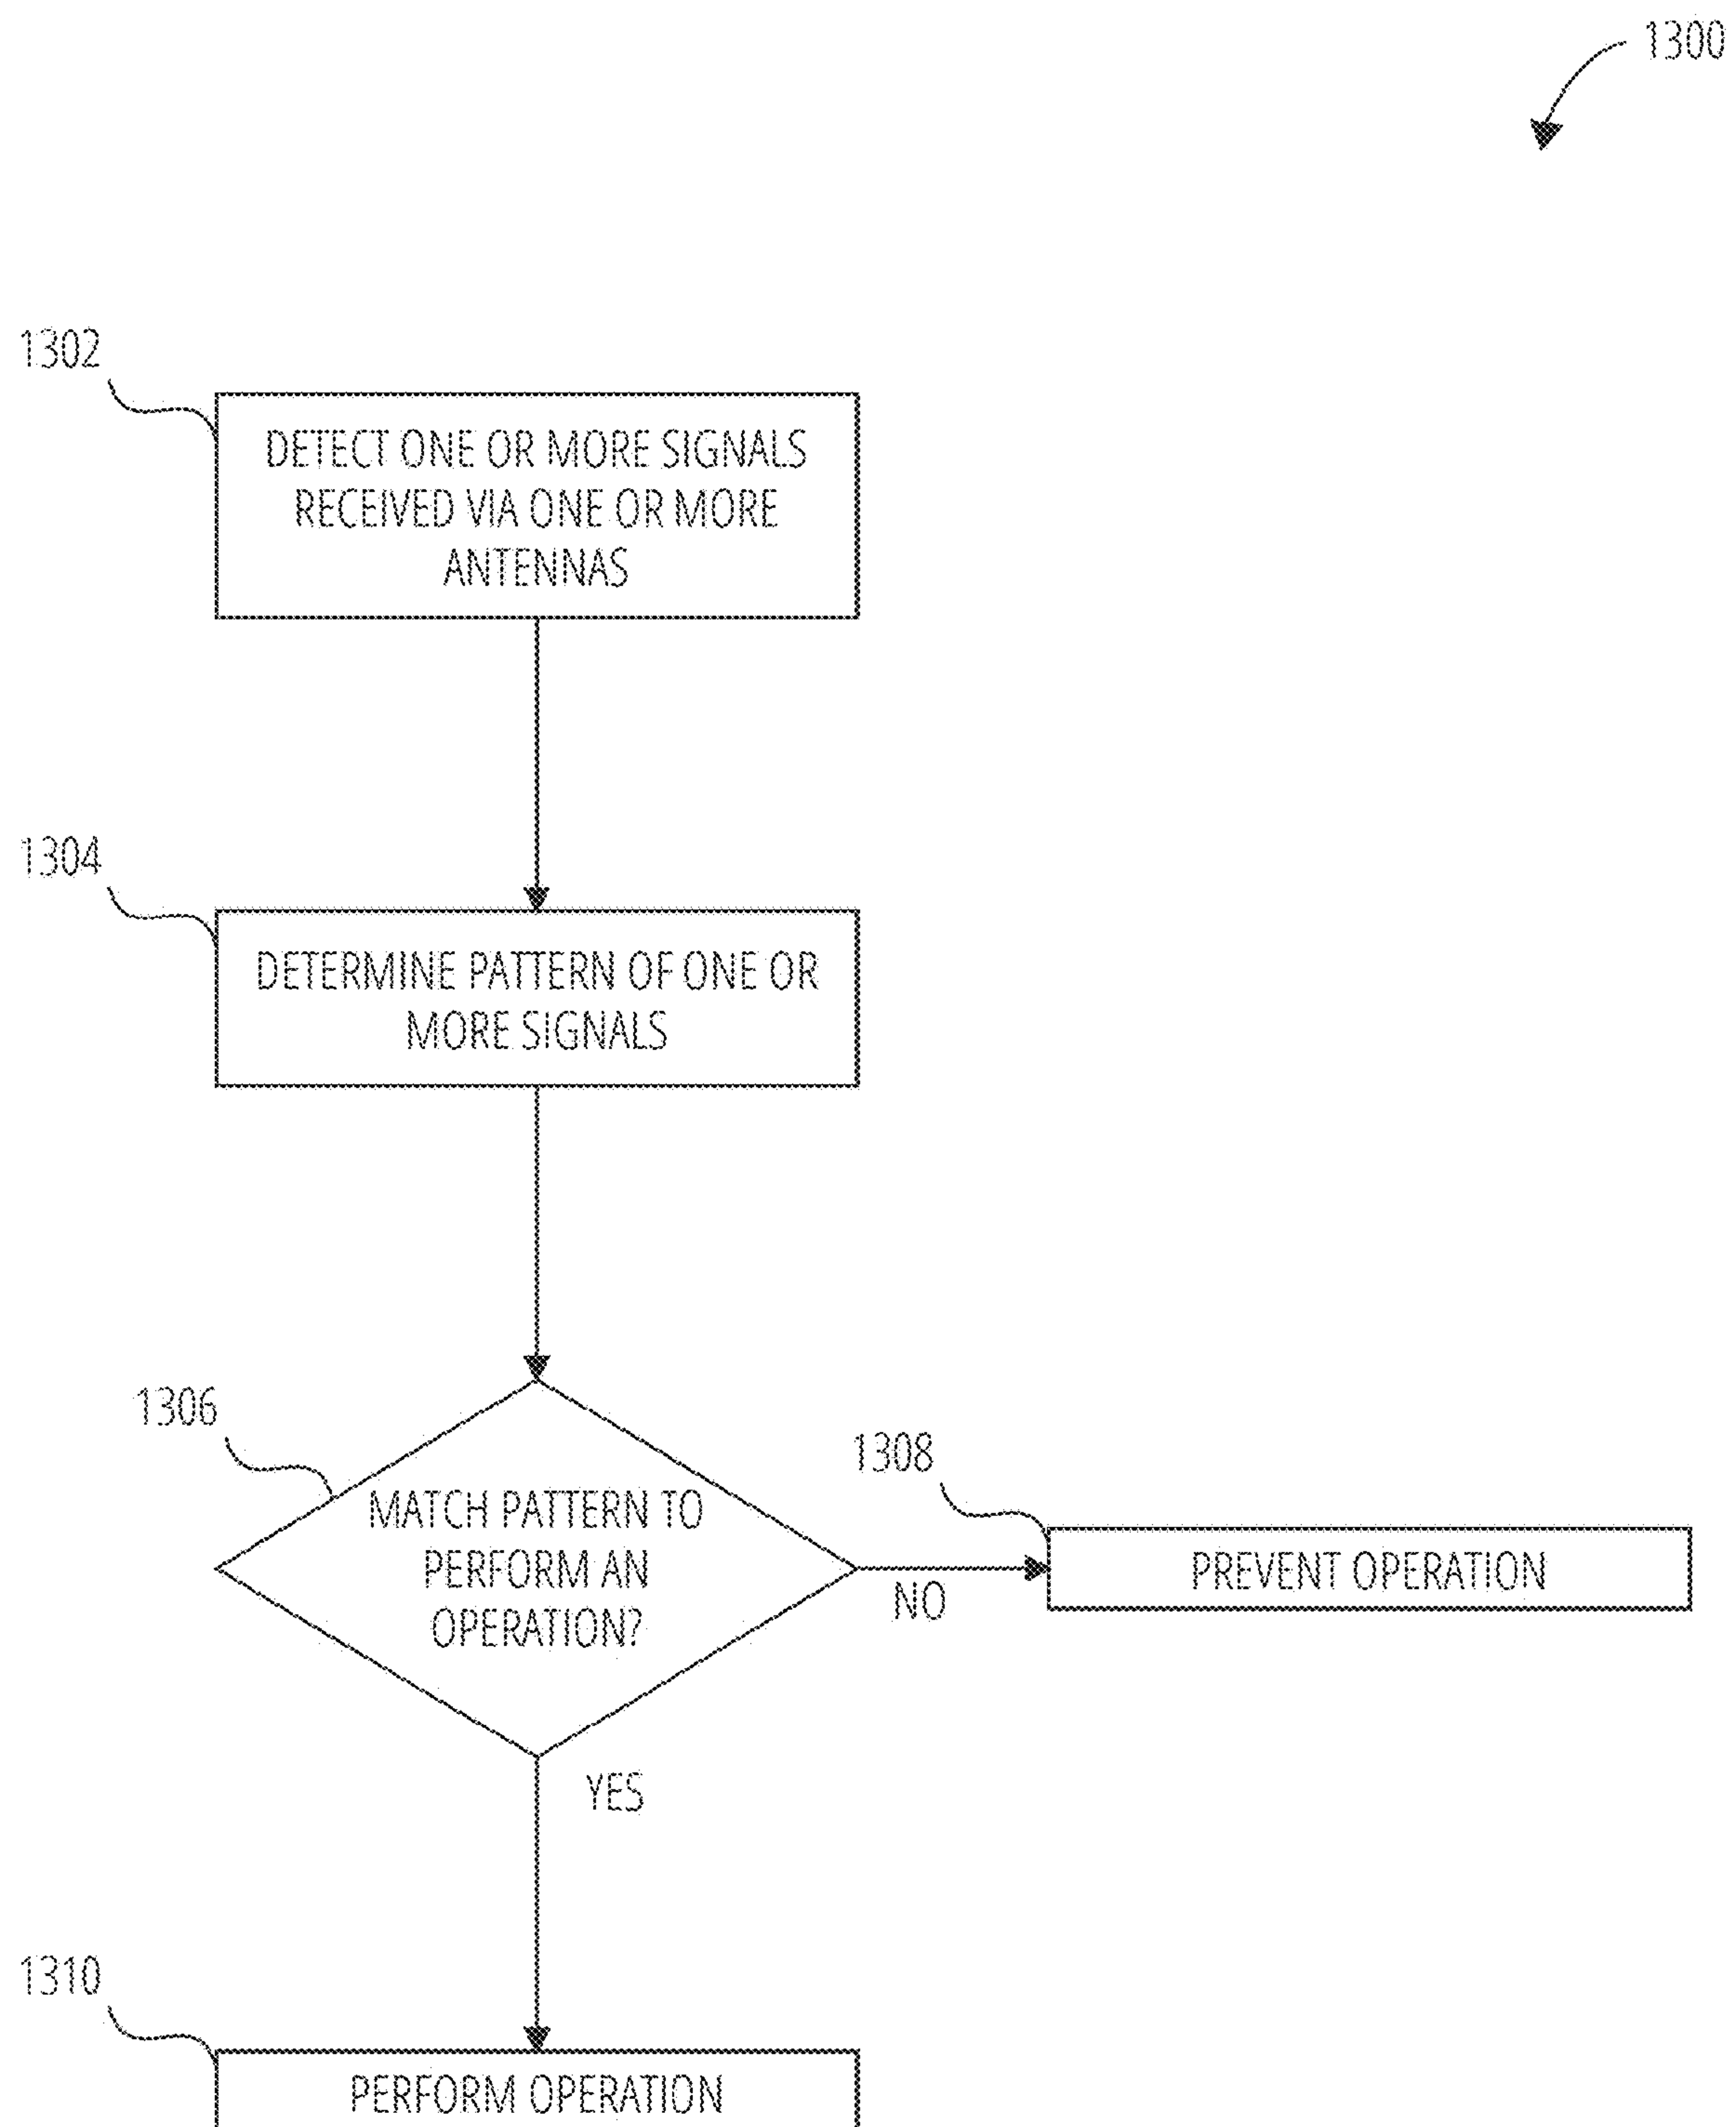 1300
1302
DETECT ONE OR MORE SIGNALS
RECEIVED VIA ONE OR MORE
ANTENNAS
1304
DETERMINE PATTERN OF ONE OR
MORE SIGNALS
1306
MATCH PATTERN TO
PERFORM AN
OPERATION?
1308
PREVENT OPERATION
NO
YES
1310
PERFORM OPERATION